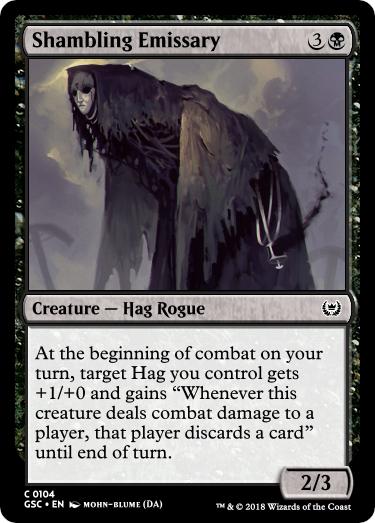 Shambling Emissary 3
Creature — Hag Rogue
At the beginning of combat on your
turn, target Hag you control gets
+1/+0 and gains “Whenever this
creature deals combat damage to a
player, that player discards a card”
until end of turn.
2/3
C 0104
GSC • EN MOHN-BLUME (DA)
™ & © 2018 Wizards of the Coast